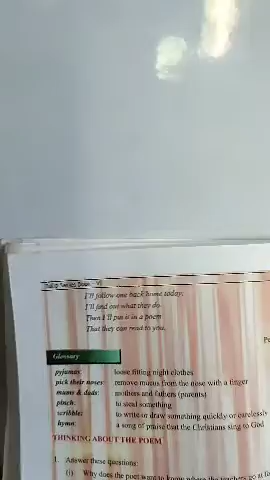 I'll follow one back home today.
I'll find out what they do.
Then I'll put it in a poem
That they can read to you.
Glossary
pyjamas: loose fitting night clothes
pick their noses: remove mucus from the nose with a finger
mums & dads: mothers and fathers (parents)
pinch: to steal something
scribble: to write or draw something quickly or carelessly
hymn: a song of praise that the Christians sing to God
THINKING ABOUT THE POEM
1. Answer these questions:
(i) Why does the poet want to know where the teachers go at